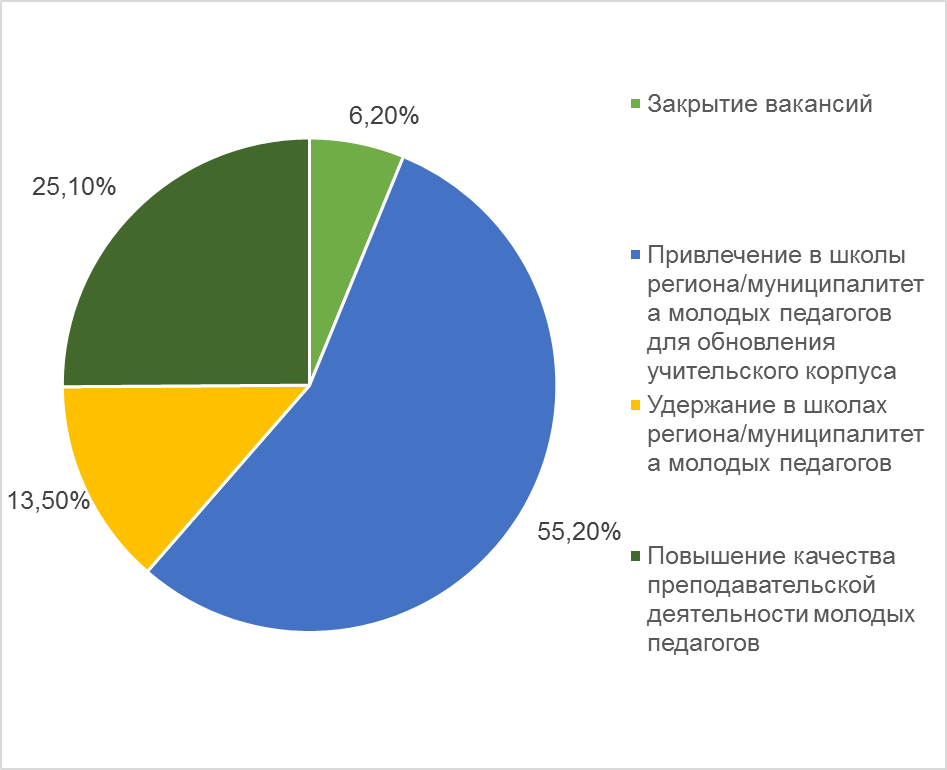 6,20%
25,10%
13,50%
55,20%
Закрытие вакансий
Привлечение в школы
региона/муниципалитет
а молодых педагогов
для обновления
учительского корпуса
Удержание в школах
региона/муниципалитет
а молодых педагогов
Повышение качества
преподавательской
деятельности молодых
педагогов